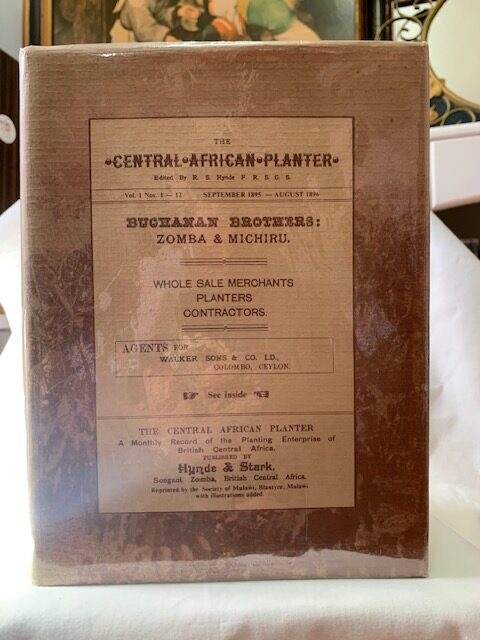 THE
•CENTRAL•AFRICAN•PLANTER•
Edited By R. S. Hynde F. R. S. G. S.
Vol. 1 Nos. 1 — 12 SEPTEMBER 1895 — AUGUST 1896
BUCHANAN BROTHERS:
ZOMBA & MICHIRU.
WHOLE SALE MERCHANTS
PLANTERS
CONTRACTORS.
AGENTS FOR
WALKER SONS & CO. LD.,
COLOMBO, CEYLON.
See inside
THE CENTRAL AFRICAN PLANTER
A Monthly Record of the Planting Enterprise of
British Central Africa.
PUBLISHED BY
Hynde & Stark.
Songani Zomba, British Central Africa.
Reprinted by the Society of Malaŵi, Blantyre, Malaŵi
with illustrations added.